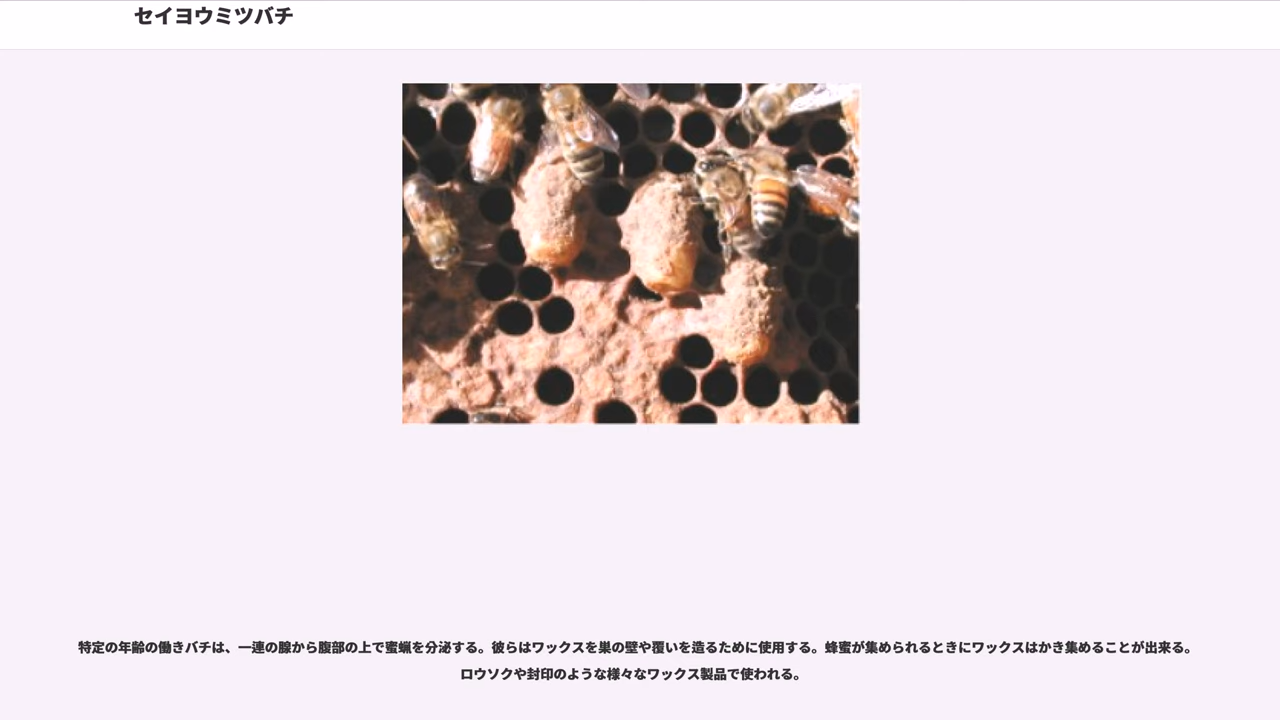 セイヨウミツバチ
特定の年齢の働きバチは、一連の腺から腹部の上で蜜蝋を分泌する。彼らはワックスを巣の壁や覆いを造るために使用する。蜂蜜が集められるときにワックスはかき集めることが出来る。
ロウソクや封印のような様々なワックス製品で使われる。